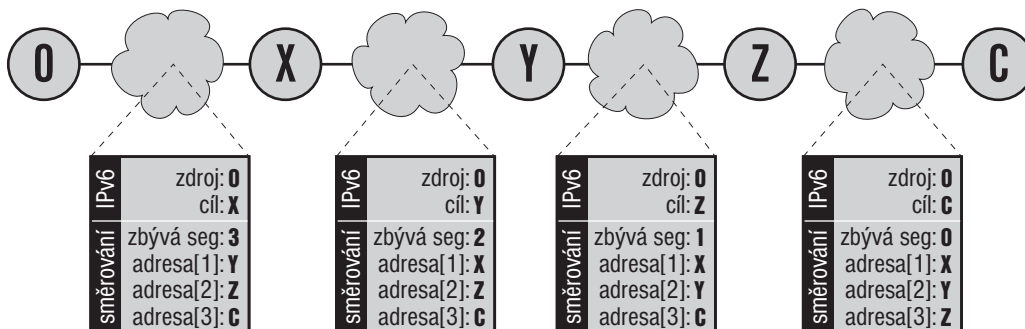 O X Y Z C
IPv6
zdroj: O
cíl: X
směrování
zbývá seg: 3
adresa[1]: Y
adresa[2]: Z
adresa[3]: C
IPv6
zdroj: O
cíl: Y
směrování
zbývá seg: 2
adresa[1]: X
adresa[2]: Z
adresa[3]: C
IPv6
zdroj: O
cíl: Z
směrování
zbývá seg: 1
adresa[1]: X
adresa[2]: Y
adresa[3]: C
IPv6
zdroj: O
cíl: C
směrování
zbývá seg: 0
adresa[1]: X
adresa[2]: Y
adresa[3]: Z